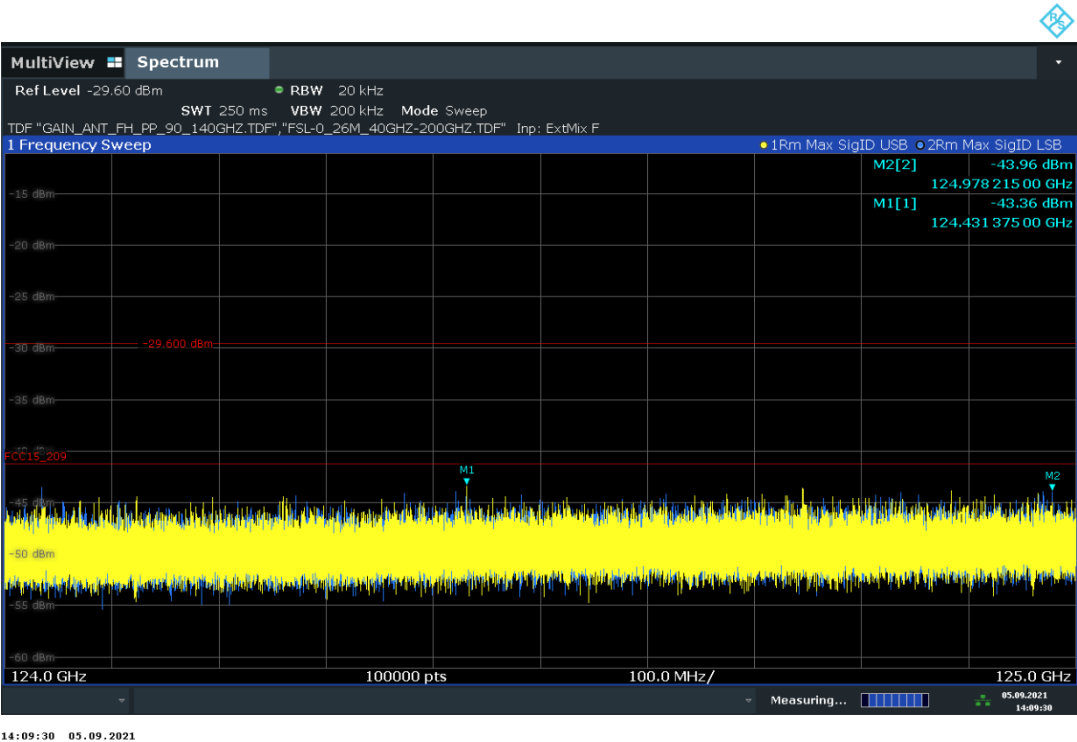 R&S
MultiView Spectrum
Ref Level -29.60 dBm RBW 20 kHz
SWT 250 ms VBW 200 kHz Mode Sweep
TDF "GAIN_ANT_FH_PP_90_140GHZ.TDF","FSL-0_26M_40GHZ-200GHZ.TDF" Inp: ExtMix F
1 Frequency Sweep 1Rm Max SigID USB 2Rm Max SigID LSB
M2[2] -43.96 dBm
124.978 215 00 GHz
M1[1] -43.36 dBm
124.431 375 00 GHz
-15 dBm
-20 dBm
-25 dBm
-29.600 dBm
-30 dBm
-35 dBm
-40 dBm
FCC15_209
M1
M2
-45 dBm
-50 dBm
-55 dBm
-60 dBm
124.0 GHz 100000 pts 100.0 MHz/ 125.0 GHz
Measuring... 05.09.2021
14:09:30
14:09:30 05.09.2021